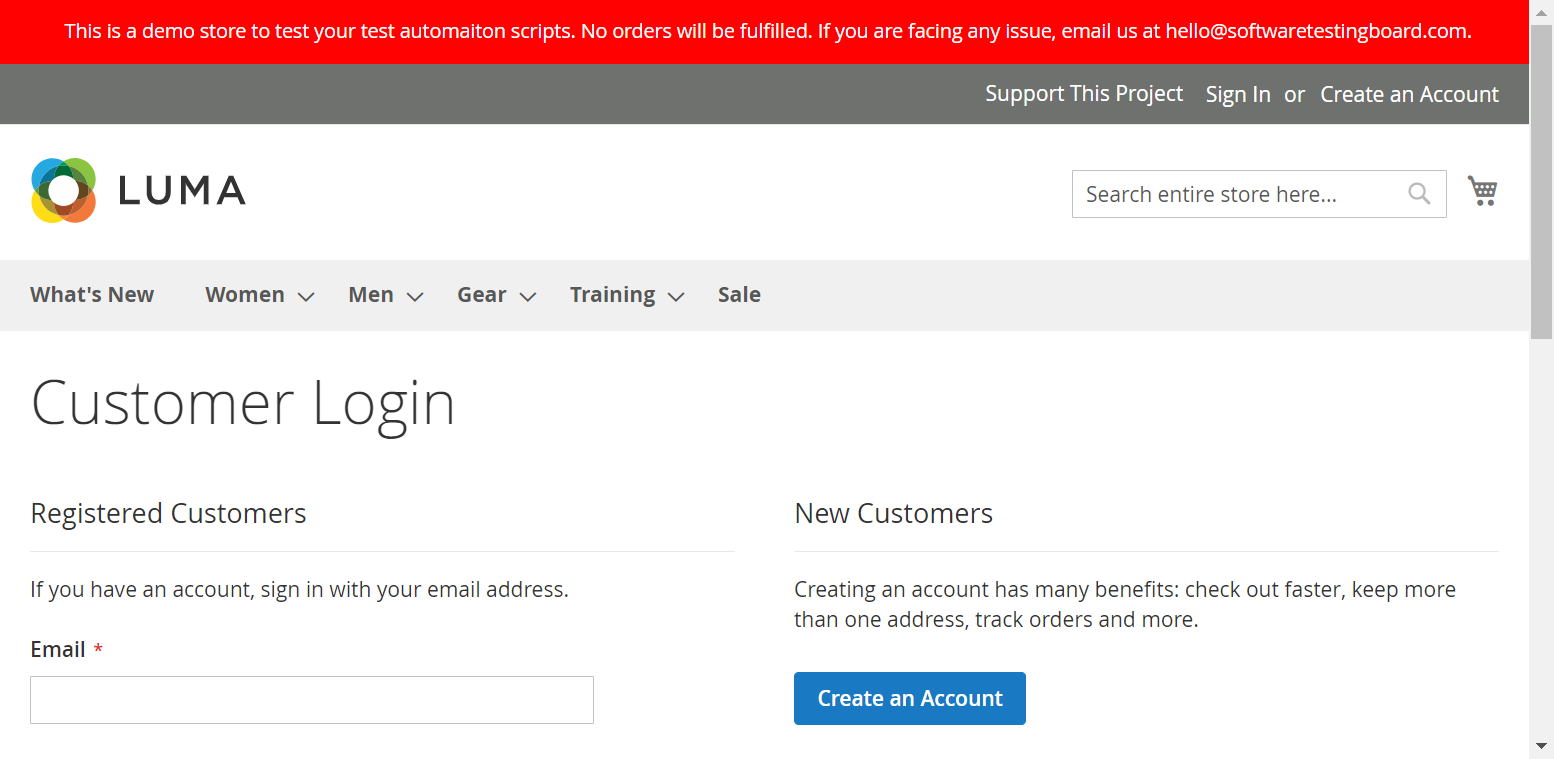 This is a demo store to test your test automaiton scripts. No orders will be fulfilled. If you are facing any issue, email us at hello@softwaretestingboard.com.
Support This Project Sign In or Create an Account
LUMA
Search entire store here...
What's New Women Men Gear Training Sale
Customer Login
Registered Customers
If you have an account, sign in with your email address.
Email *
New Customers
Creating an account has many benefits: check out faster, keep more
than one address, track orders and more.
Create an Account